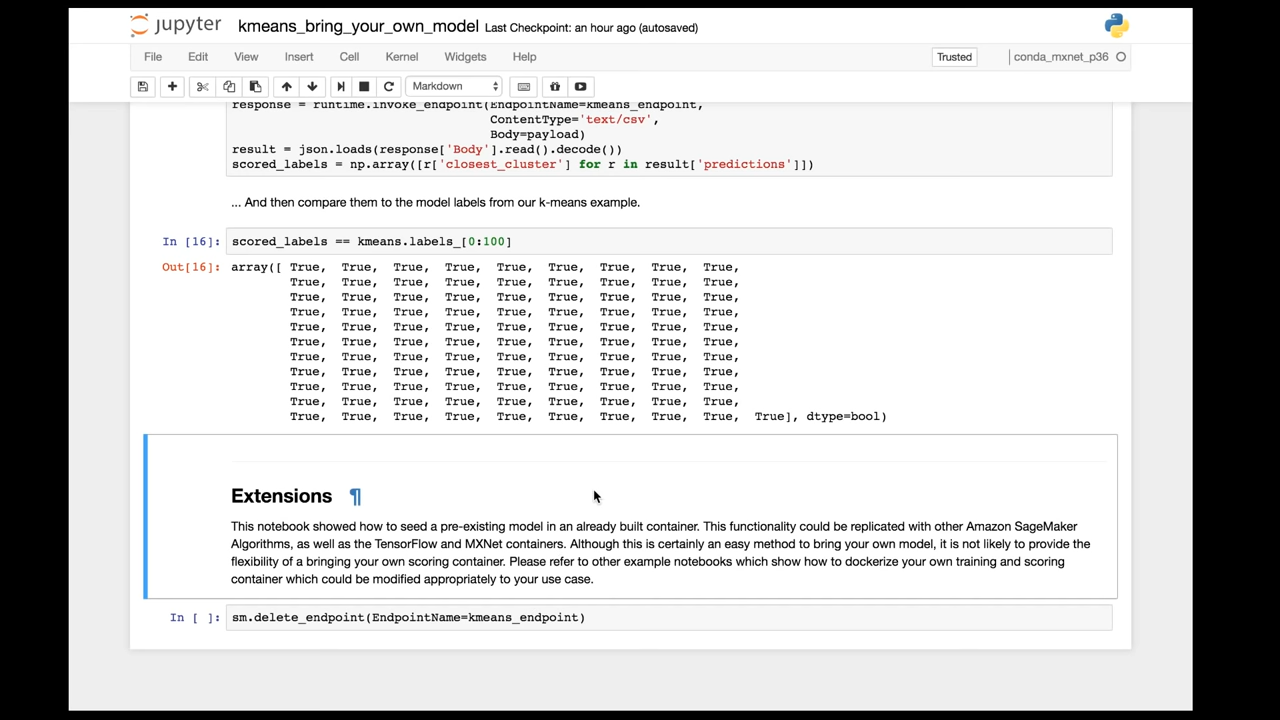 jupyter kmeans_bring_your_own_model Last Checkpoint: an hour ago (autosaved)
File Edit View Insert Cell Kernel Widgets Help Trusted conda_mxnet_p36
Markdown
response = runtime.invoke_endpoint(EndpointName=kmeans_endpoint,
ContentType='text/csv',
Body=payload)
result = json.loads(response['Body'].read().decode())
scored_labels = np.array([r['closest_cluster'] for r in result['predictions']])
... And then compare them to the model labels from our k-means example.
In [16]: scored_labels == kmeans.labels_[0:100]
Out[16]: array([ True, True, True, True, True, True, True, True, True,
True, True, True, True, True, True, True, True, True,
True, True, True, True, True, True, True, True, True,
True, True, True, True, True, True, True, True, True,
True, True, True, True, True, True, True, True, True,
True, True, True, True, True, True, True, True, True,
True, True, True, True, True, True, True, True, True,
True, True, True, True, True, True, True, True, True,
True, True, True, True, True, True, True, True, True,
True, True, True, True, True, True, True, True, True,
True, True, True, True, True, True, True, True, True, True], dtype=bool)
Extensions ¶
This notebook showed how to seed a pre-existing model in an already built container. This functionality could be replicated with other Amazon SageMaker
Algorithms, as well as the TensorFlow and MXNet containers. Although this is certainly an easy method to bring your own model, it is not likely to provide the
flexibility of a bringing your own scoring container. Please refer to other example notebooks which show how to dockerize your own training and scoring
container which could be modified appropriately to your use case.
In [ ]: sm.delete_endpoint(EndpointName=kmeans_endpoint)